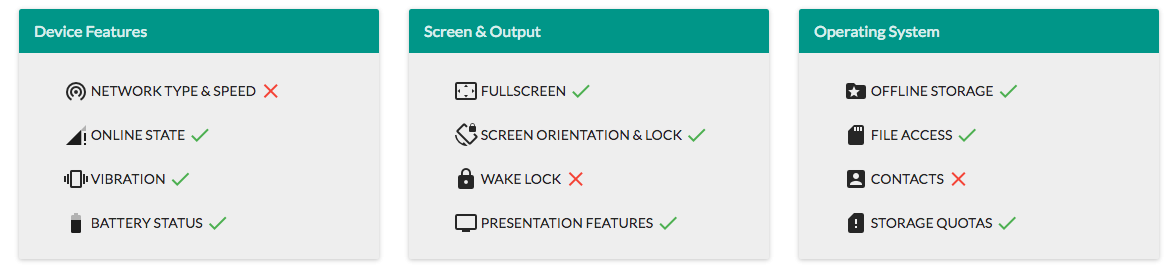 Device Features
NETWORK TYPE & SPEED
ONLINE STATE
VIBRATION
BATTERY STATUS
Screen & Output
FULLSCREEN
SCREEN ORIENTATION & LOCK
WAKE LOCK
PRESENTATION FEATURES
Operating System
OFFLINE STORAGE
FILE ACCESS
CONTACTS
STORAGE QUOTAS